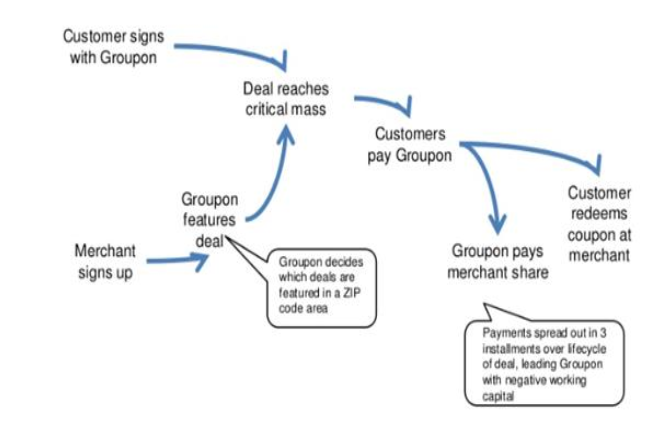 Customer signs
with Groupon
Deal reaches
critical mass
Customers
pay Groupon
Groupon
features
deal
Merchant
signs up
Groupon decides
which deals are
featured in a ZIP
code area
Customer
redeems
coupon at
merchant
Groupon pays
merchant share
Payments spread out in 3
installments over lifecycle
of deal, leading Groupon
with negative working
capital